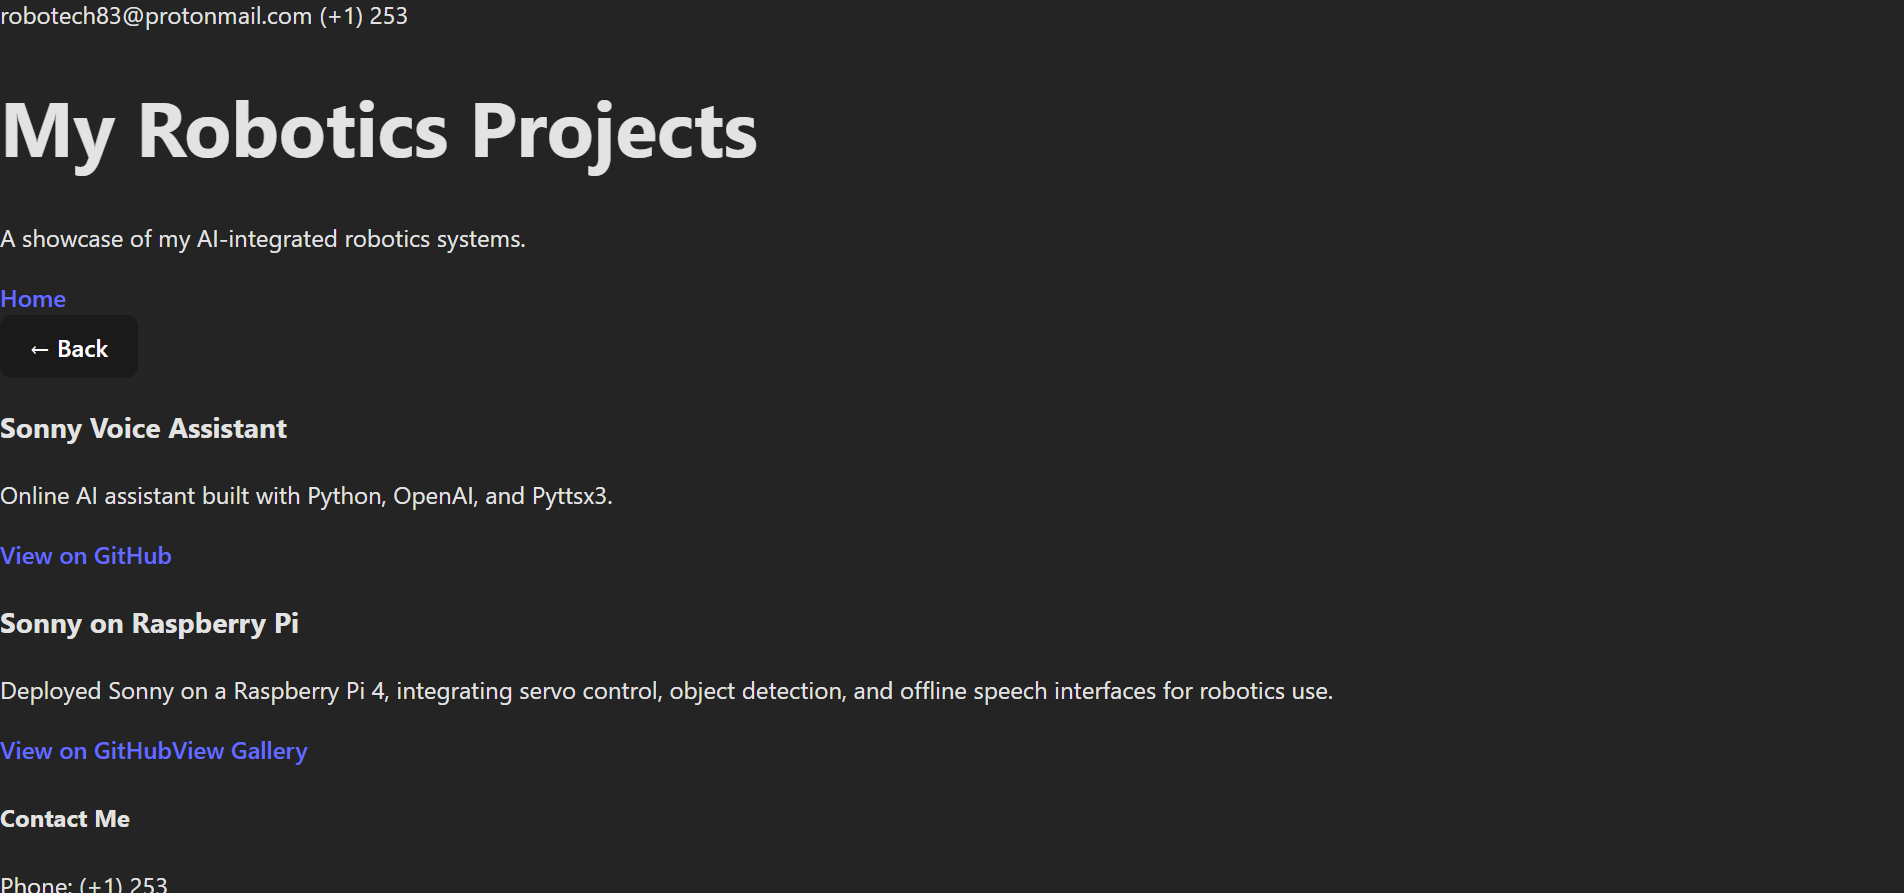 robotech83@protonmail.com (+1) 253
My Robotics Projects
A showcase of my AI-integrated robotics systems.
Home
← Back
Sonny Voice Assistant
Online AI assistant built with Python, OpenAI, and Pyttsx3.
View on GitHub
Sonny on Raspberry Pi
Deployed Sonny on a Raspberry Pi 4, integrating servo control, object detection, and offline speech interfaces for robotics use.
View on GitHubView Gallery
Contact Me
Phone: (+1) 253